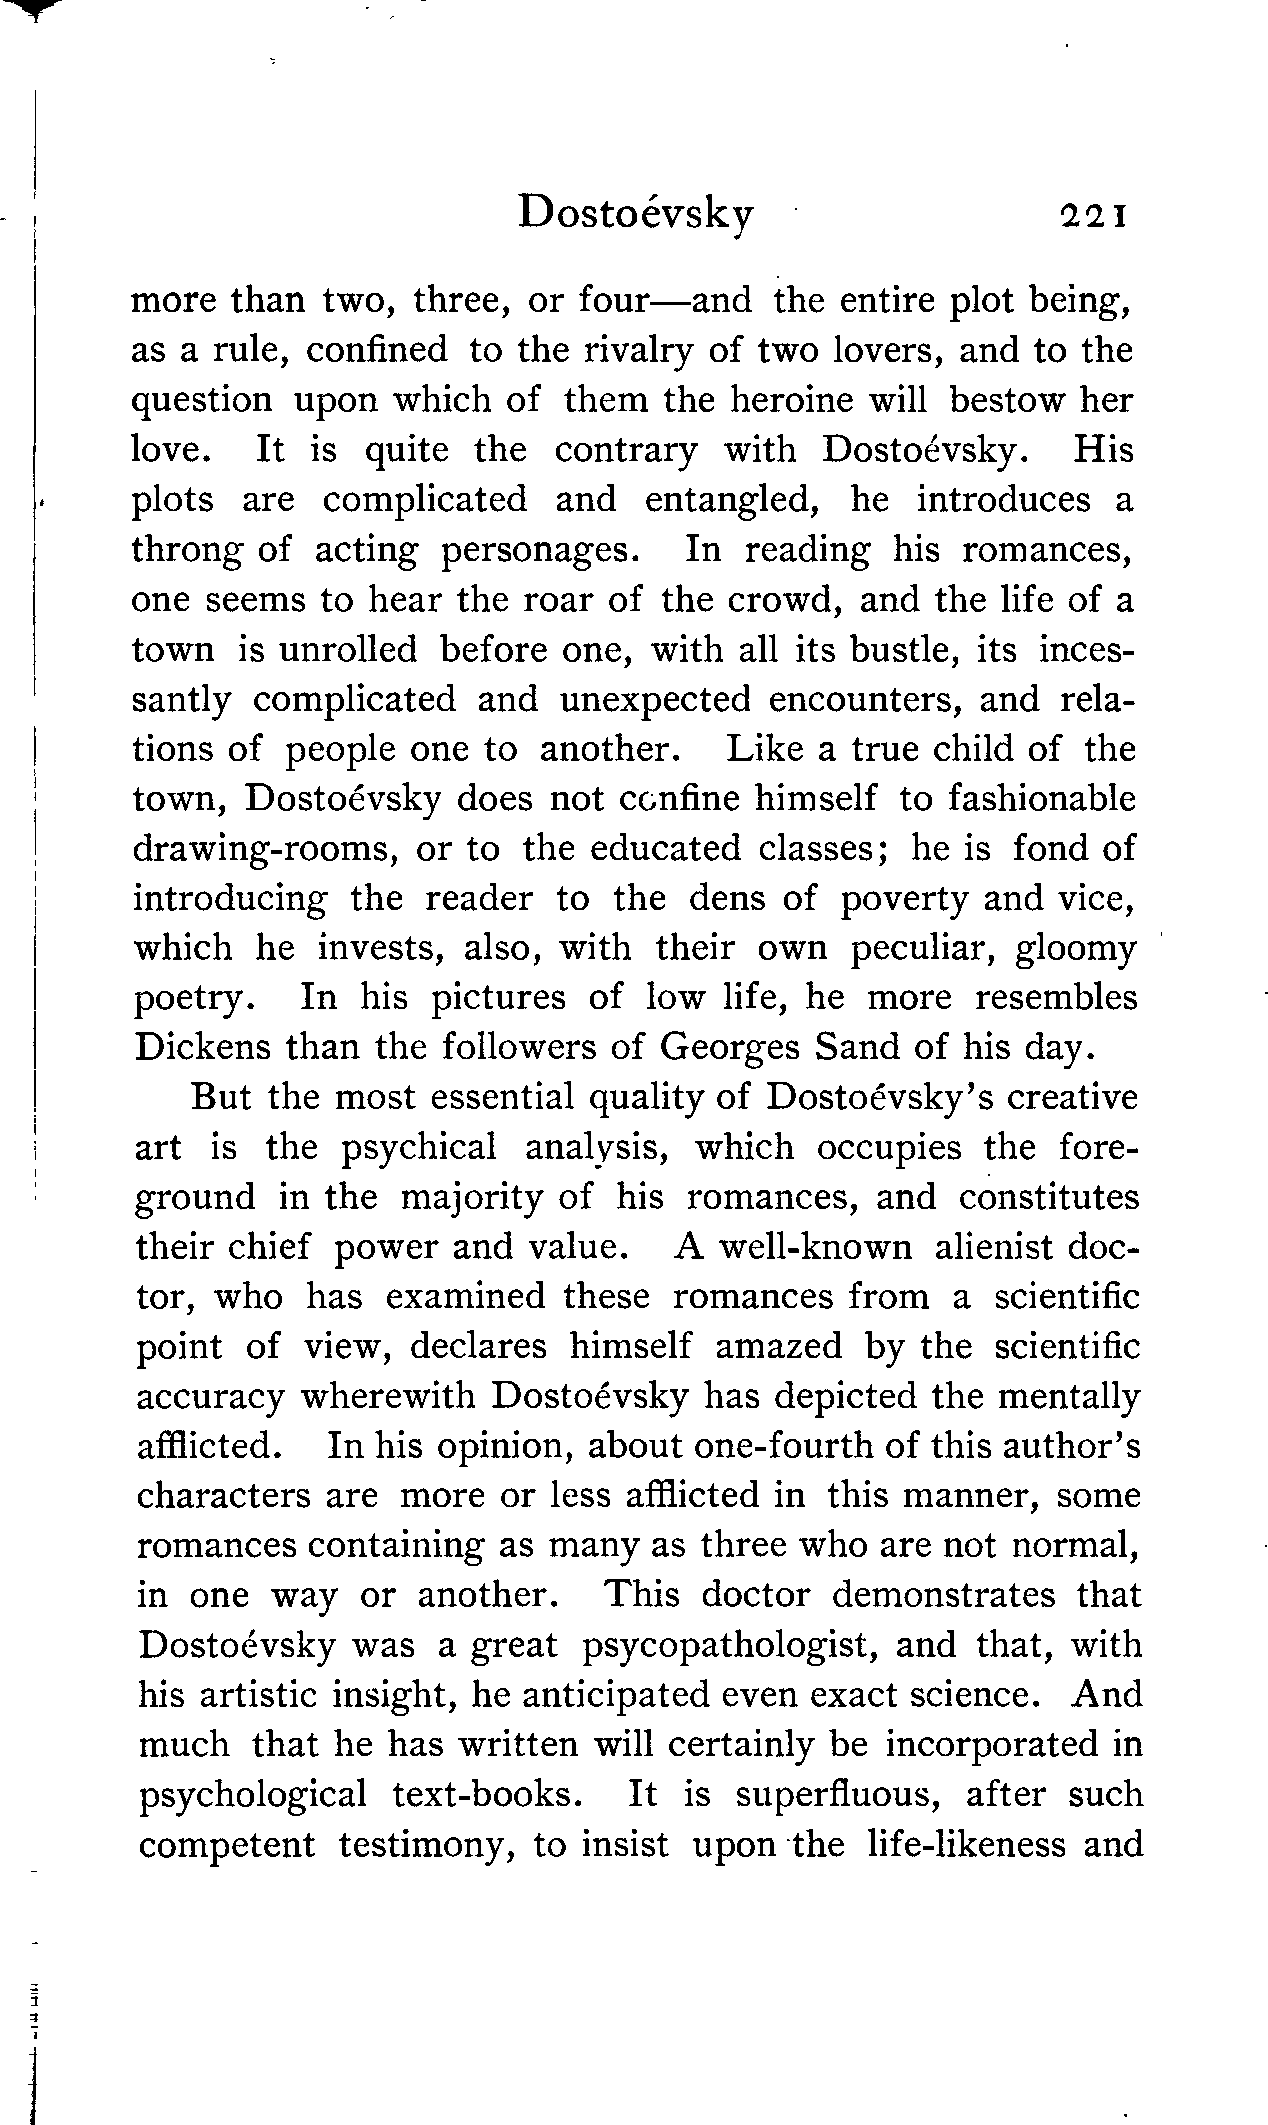 Dostoévsky 221
more than two, three, or four—and the entire plot being,
as a rule, confined to the rivalry of two lovers, and to the
question upon which of them the heroine will bestow her
love. It is quite the contrary with Dostoévsky. His
plots are complicated and entangled, he introduces a
throng of acting personages. In reading his romances,
one seems to hear the roar of the crowd, and the life of a
town is unrolled before one, with all its bustle, its inces-
santly complicated and unexpected encounters, and rela-
tions of people one to another. Like a true child of the
town, Dostoévsky does not confine himself to fashionable
drawing-rooms, or to the educated classes; he is fond of
introducing the reader to the dens of poverty and vice,
which he invests, also, with their own peculiar, gloomy
poetry. In his pictures of low life, he more resembles
Dickens than the followers of Georges Sand of his day.
But the most essential quality of Dostoévsky's creative
art is the psychical analysis, which occupies the fore-
ground in the majority of his romances, and constitutes
their chief power and value. A well-known alienist doc-
tor, who has examined these romances from a scientific
point of view, declares himself amazed by the scientific
accuracy wherewith Dostoévsky has depicted the mentally
afflicted. In his opinion, about one-fourth of this author's
characters are more or less afflicted in this manner, some
romances containing as many as three who are not normal,
in one way or another. This doctor demonstrates that
Dostoévsky was a great psycopathologist, and that, with
his artistic insight, he anticipated even exact science. And
much that he has written will certainly be incorporated in
psychological text-books. It is superfluous, after such
competent testimony, to insist upon the life-likeness and